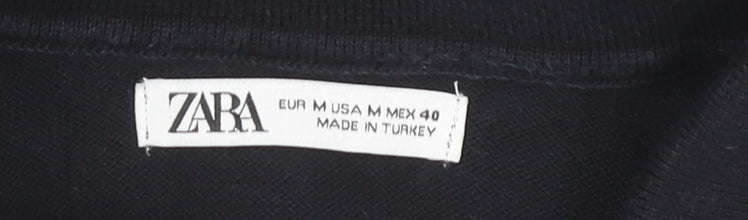 ZARA
EUR M USA M MEX 40
MADE IN TURKEY